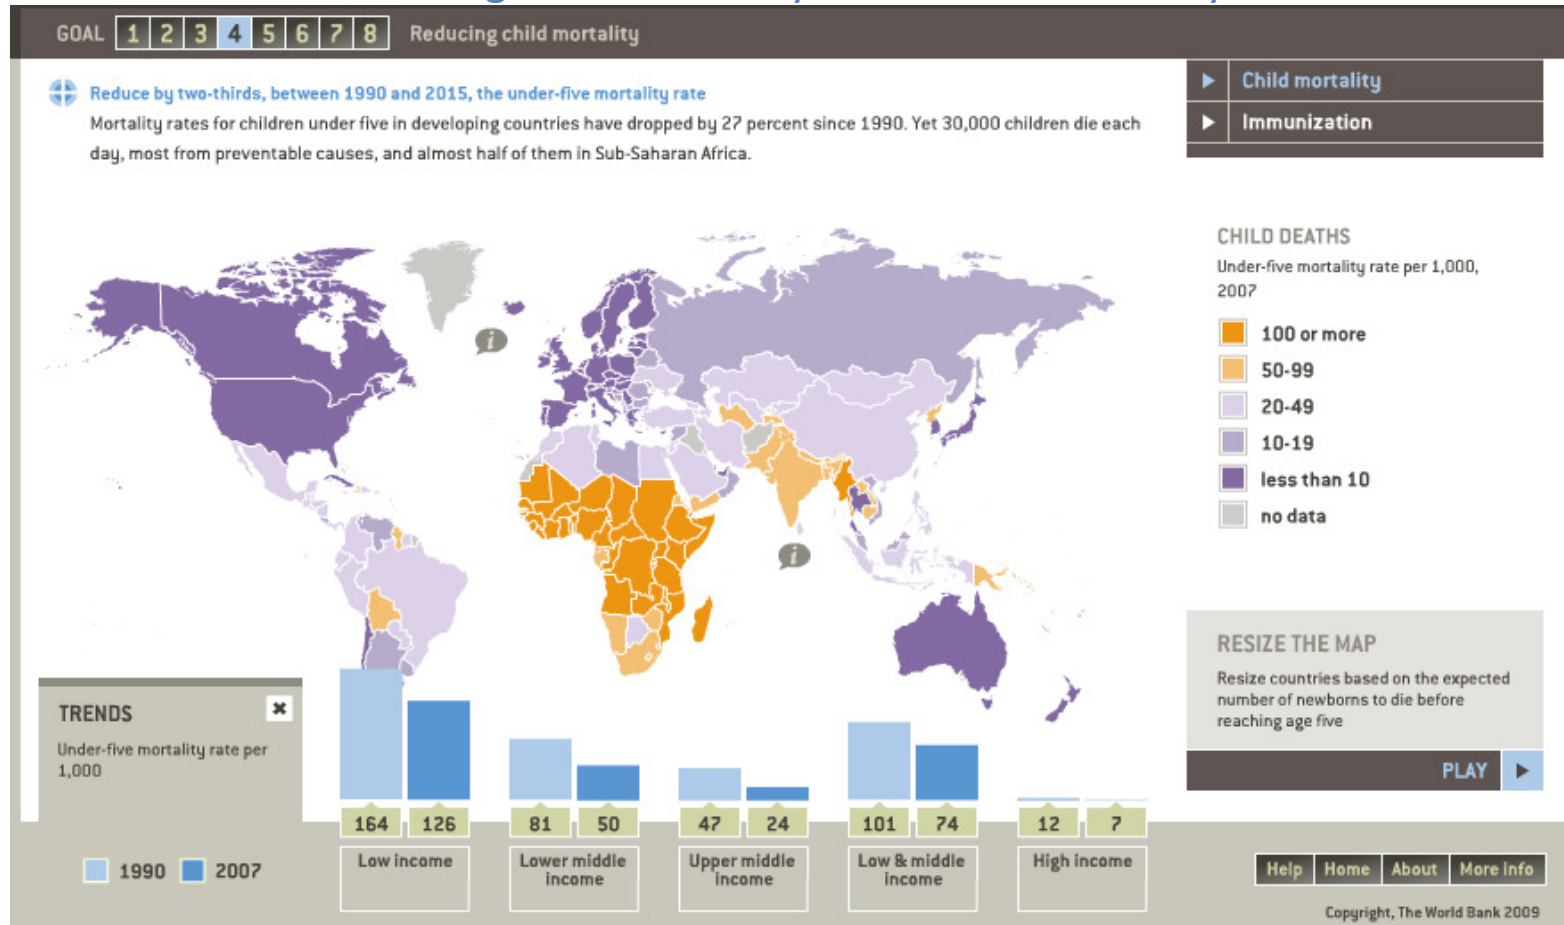 GOAL 1 2 3 4 5 6 7 8 Reducing child mortality
Child mortality
Immunization
Reduce by two-thirds, between 1990 and 2015, the under-five mortality rate
Mortality rates for children under five in developing countries have dropped by 27 percent since 1990. Yet 30,000 children die each
day, most from preventable causes, and almost half of them in Sub-Saharan Africa.
CHILD DEATHS
Under-five mortality rate per 1,000,
2007
100 or more
50-99
20-49
10-19
less than 10
no data
i
i
RESIZE THE MAP
Resize countries based on the expected
number of newborns to die before
reaching age five
PLAY
TRENDS
Under-five mortality rate per
1,000
1990 2007
164 126
Low income
81 50
Lower middle
income
47 24
Upper middle
income
101 74
Low & middle
income
12 7
High income
Help Home About More Info
Copyright, The World Bank 2009